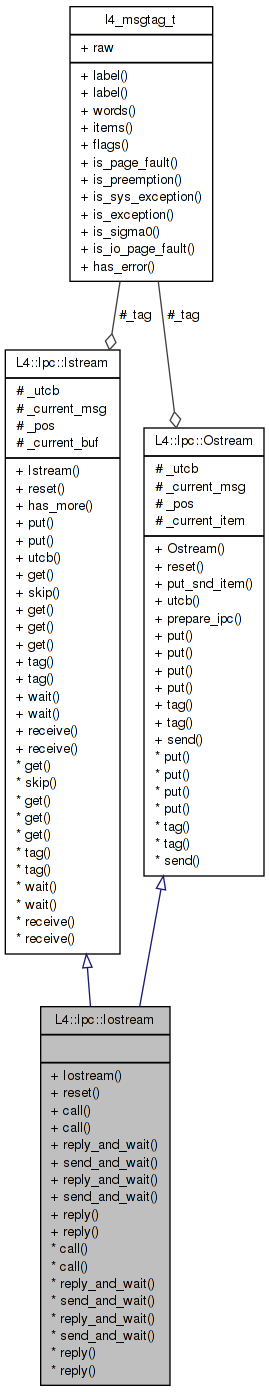 l4_msgtag_t
+ raw
+ label()
+ label()
+ words()
+ items()
+ flags()
+ is_page_fault()
+ is_preemption()
+ is_sys_exception()
+ is_exception()
+ is_sigma0()
+ is_io_page_fault()
+ has_error()
#_tag
#_tag
L4::Ipc::Istream
# _utcb
# _current_msg
# _pos
# _current_buf
+ Istream()
+ reset()
+ has_more()
+ put()
+ put()
+ utcb()
+ get()
+ skip()
+ get()
+ get()
+ get()
+ tag()
+ tag()
+ wait()
+ wait()
+ receive()
+ receive()
* get()
* skip()
* get()
* get()
* get()
* tag()
* tag()
* wait()
* wait()
* receive()
* receive()
L4::Ipc::Ostream
# _utcb
# _current_msg
# _pos
# _current_item
+ Ostream()
+ reset()
+ put_snd_item()
+ utcb()
+ prepare_ipc()
+ put()
+ put()
+ put()
+ put()
+ tag()
+ tag()
+ send()
* put()
* put()
* put()
* put()
* tag()
* tag()
* send()
L4::Ipc::Iostream
+ Iostream()
+ reset()
+ call()
+ call()
+ reply_and_wait()
+ send_and_wait()
+ reply_and_wait()
+ send_and_wait()
+ reply()
+ reply()
* call()
* call()
* reply_and_wait()
* send_and_wait()
* reply_and_wait()
* send_and_wait()
* reply()
* reply()